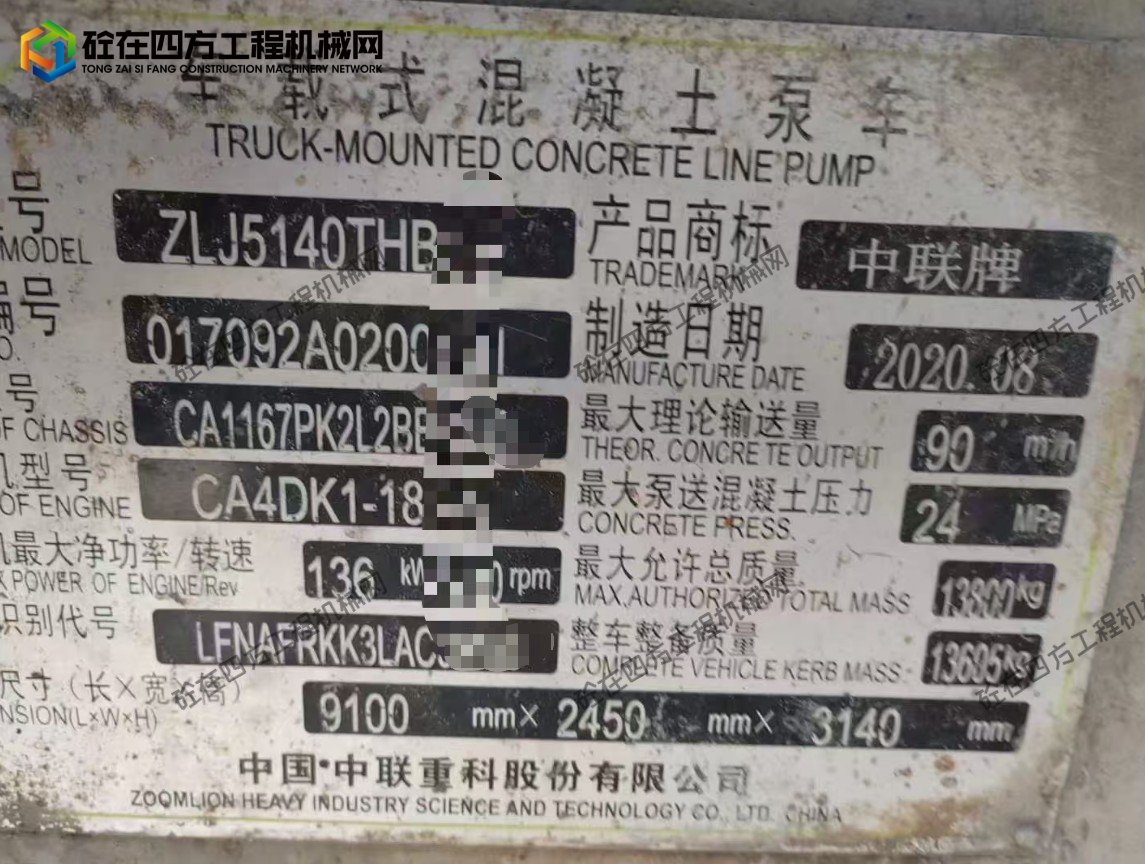 砼在四方工程机械网
TONG ZAI SI FANG CONSTRUCTION MACHINERY NETWORK
车载式混凝土泵车
TRUCK-MOUNTED CONCRETE LINE PUMP
号
MODEL ZLJ5140THB
产品商标
TRADEMARK 中联牌
编号
O. 017092A0200
制造日期
MANUFACTURE DATE 2020.08
号
OF CHASSIS CA1167PK2L2BE
最大理论输送量
THEOR. CONCRETE OUTPUT 90 m³/h
机型号
OF ENGINE CA4DK1-18
最大泵送混凝土压力
CONCRETE PRESS. 24 MPa
机最大净功率/转速
X POWER OF ENGINE/Rev 136 kW 0 rpm
最大允许总质量
MAX.AUTHORIZED TOTAL MASS 13800 kg
识别代号
LFNAFRKK3LAC
整车整备质量
COMPLETE VEHICLE KERB MASS 13605 kg
尺寸(长×宽×高)
ENSION(L×W×H) 9100 mm× 2450 mm× 3140 mm
中国·中联重科股份有限公司
ZOOMLION HEAVY INDUSTRY SCIENCE AND TECHNOLOGY CO., LTD. CHINA